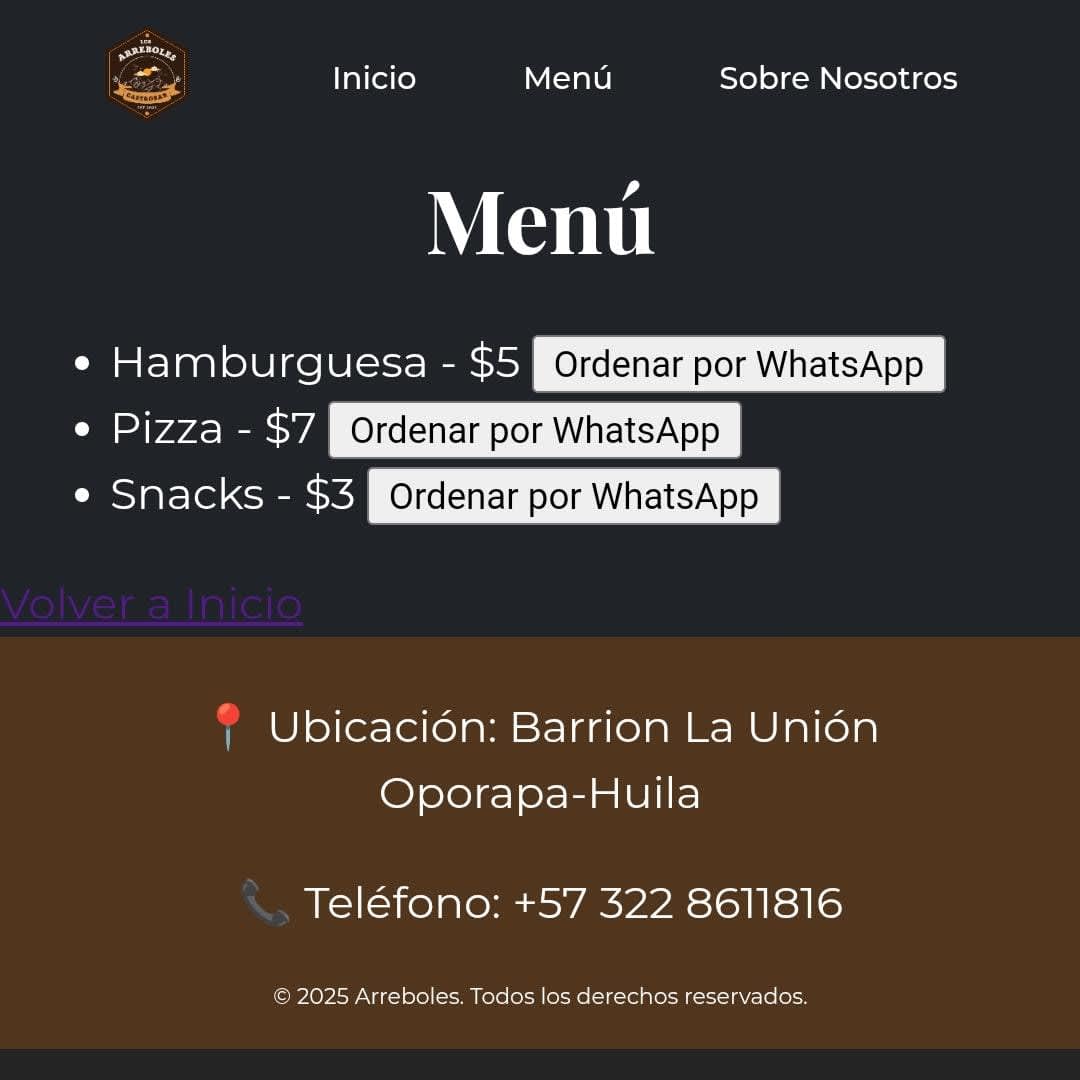 LOS
ARREBOLES
GASTROBAR
Inicio
Menú
Sobre Nosotros
Menú
• Hamburguesa - $5 Ordenar por WhatsApp
• Pizza - $7 Ordenar por WhatsApp
• Snacks - $3 Ordenar por WhatsApp
Volver a Inicio
📍 Ubicación: Barrion La Unión
Oporapa-Huila
📞 Teléfono: +57 322 8611816
© 2025 Arreboles. Todos los derechos reservados.